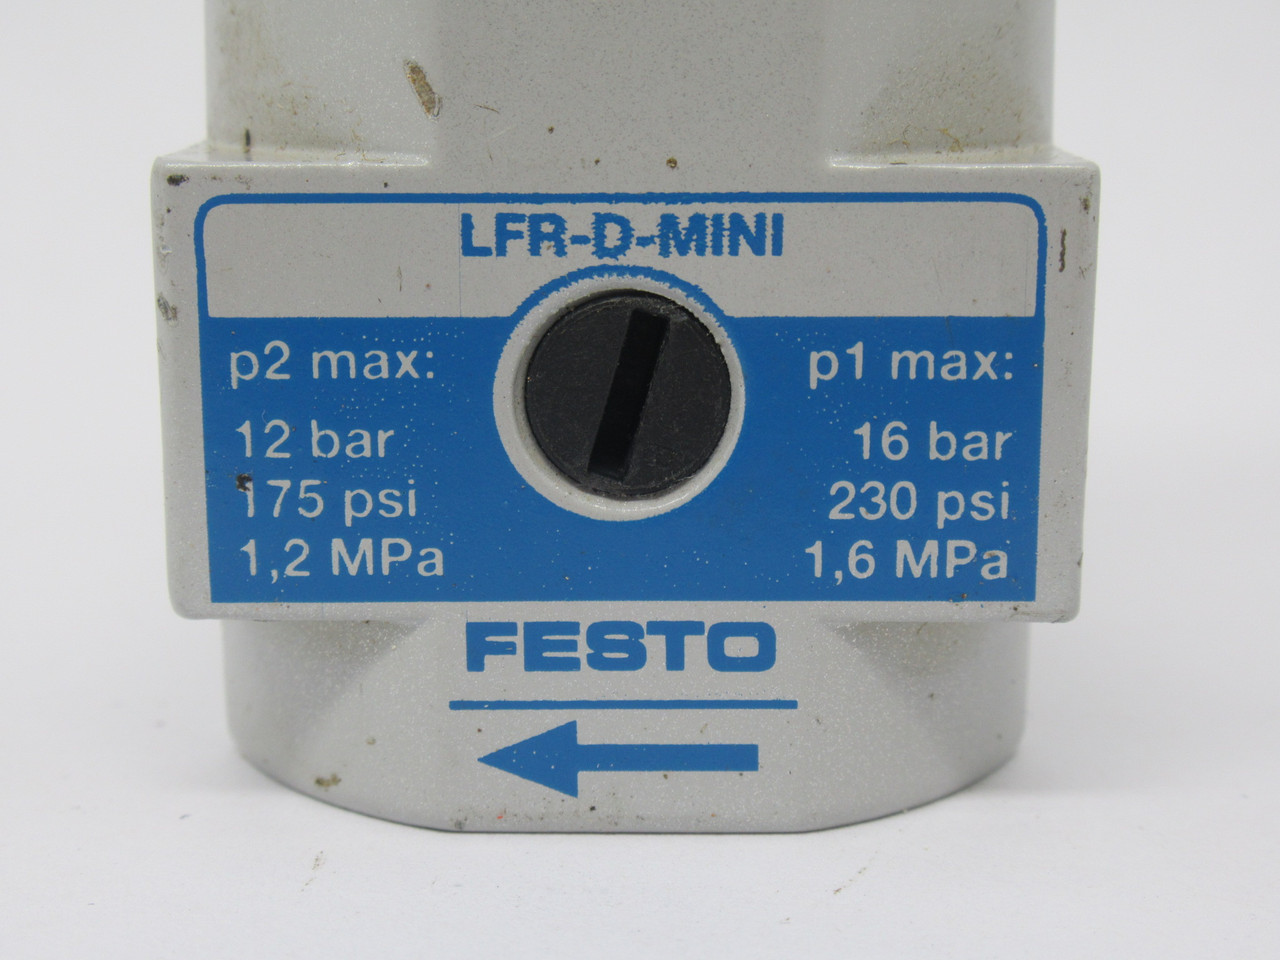 LFR-D-MINI
p2 max:
12 bar
175 psi
1,2 MPa
p1 max:
16 bar
230 psi
1,6 MPa
FESTO